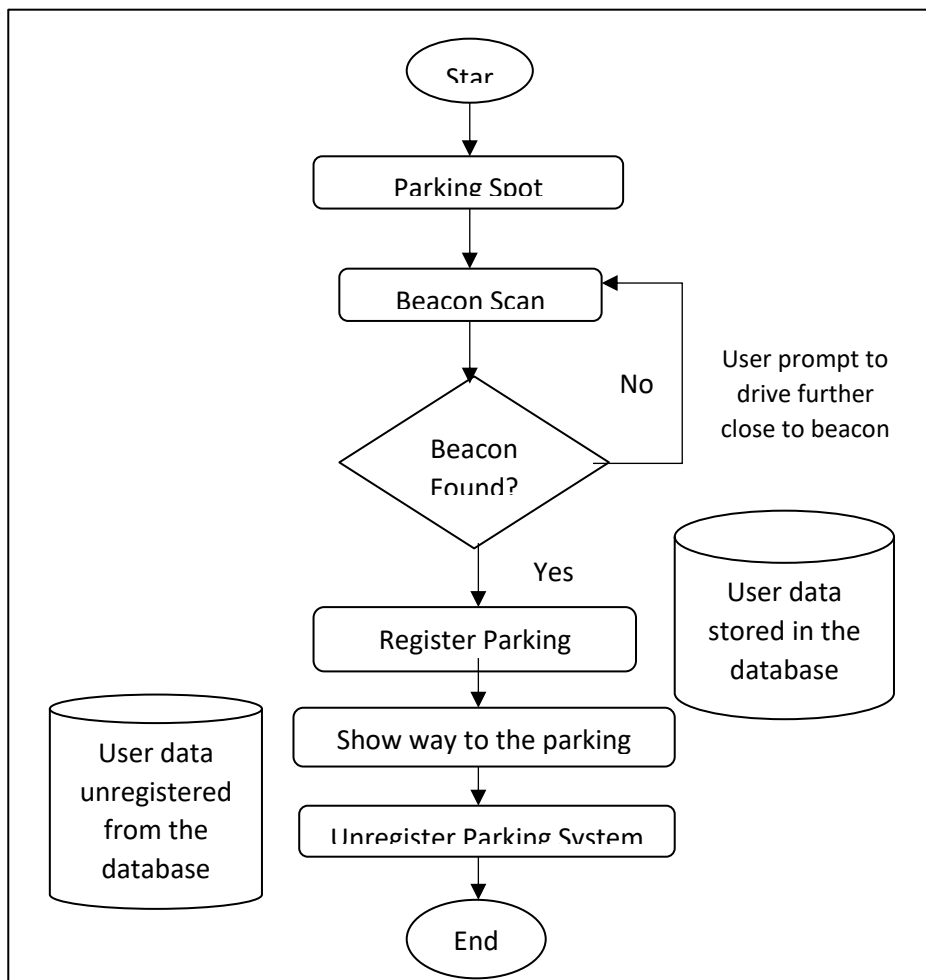 Star
Parking Spot
Beacon Scan
No
User prompt to
drive further
close to beacon
Beacon
Found?
Yes
User data
stored in the
database
Register Parking
Show way to the parking
User data
unregistered
from the
database
Unregister Parking System
End